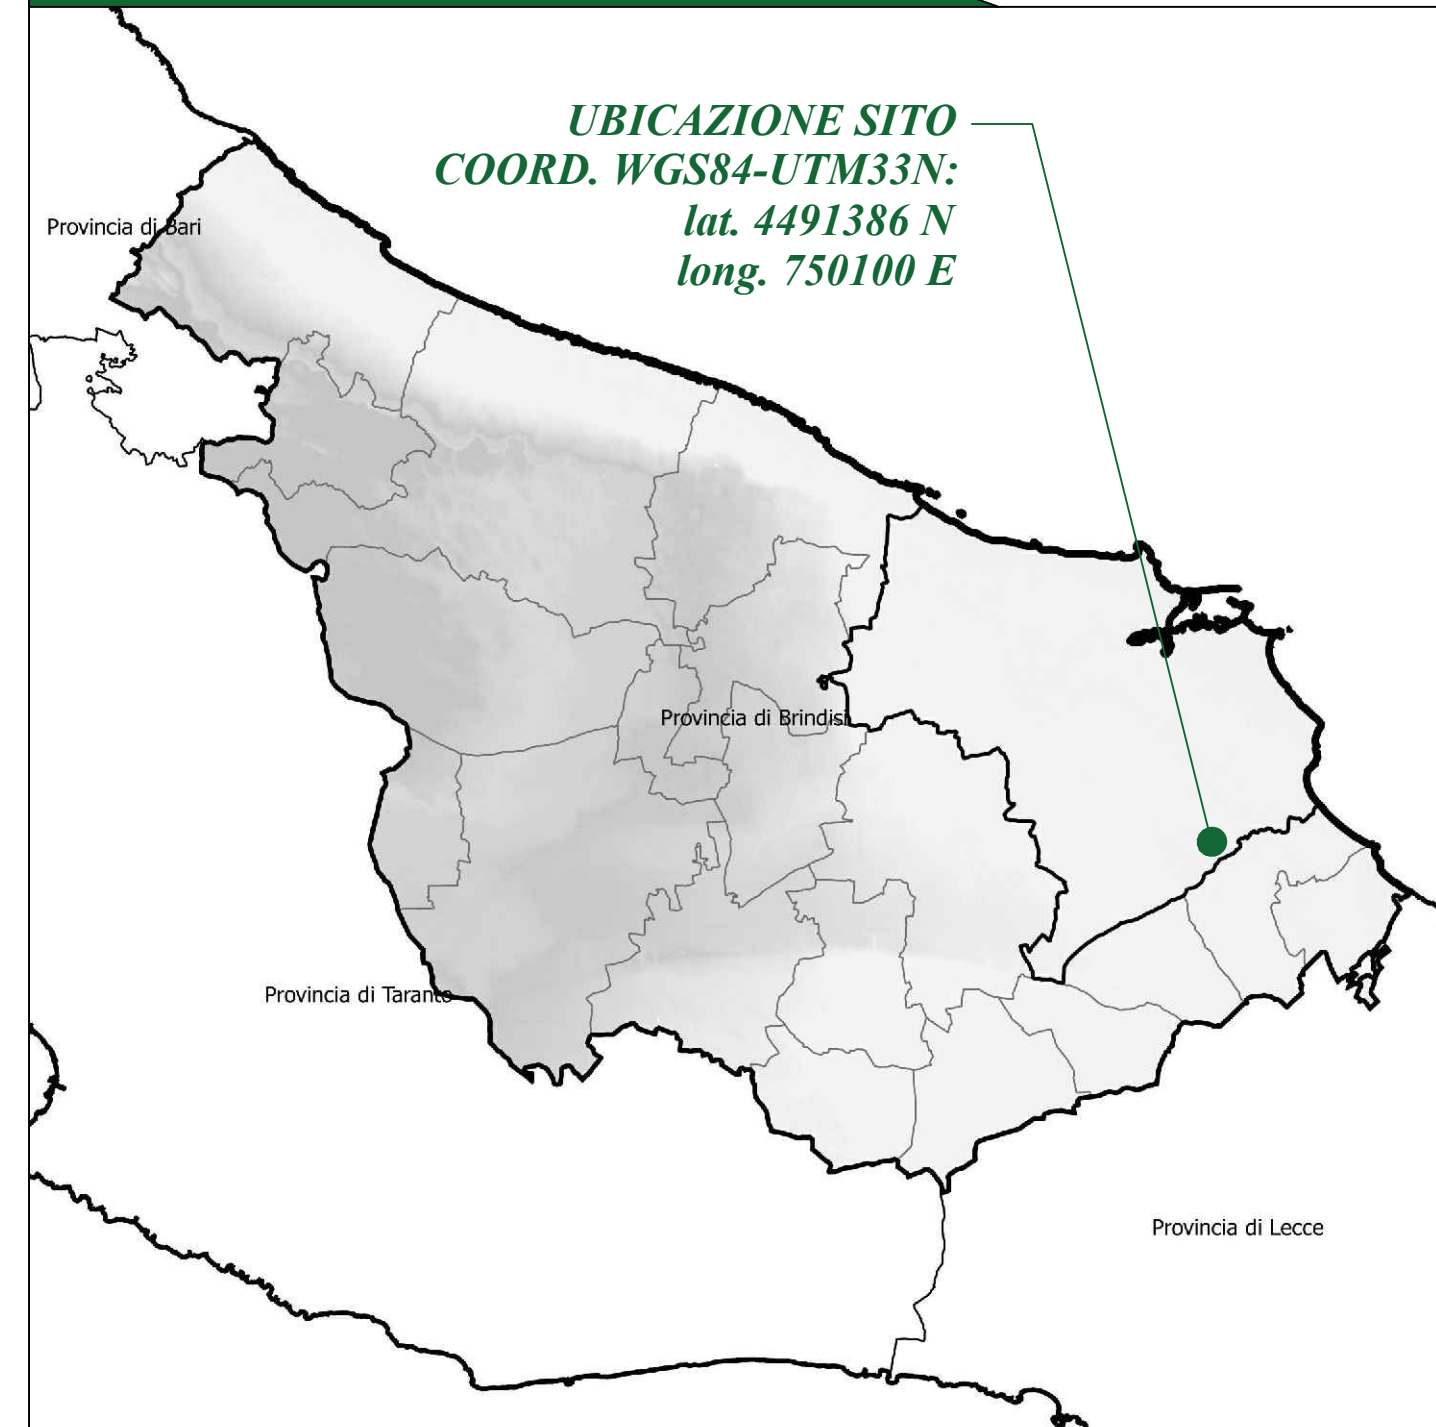 UBICAZIONE SITO
COORD. WGS84-UTM33N:
lat. 4491386 N
long. 750100 E
Provincia di Bari
Provincia di Brindisi
Provincia di Taranto
Provincia di Lecce